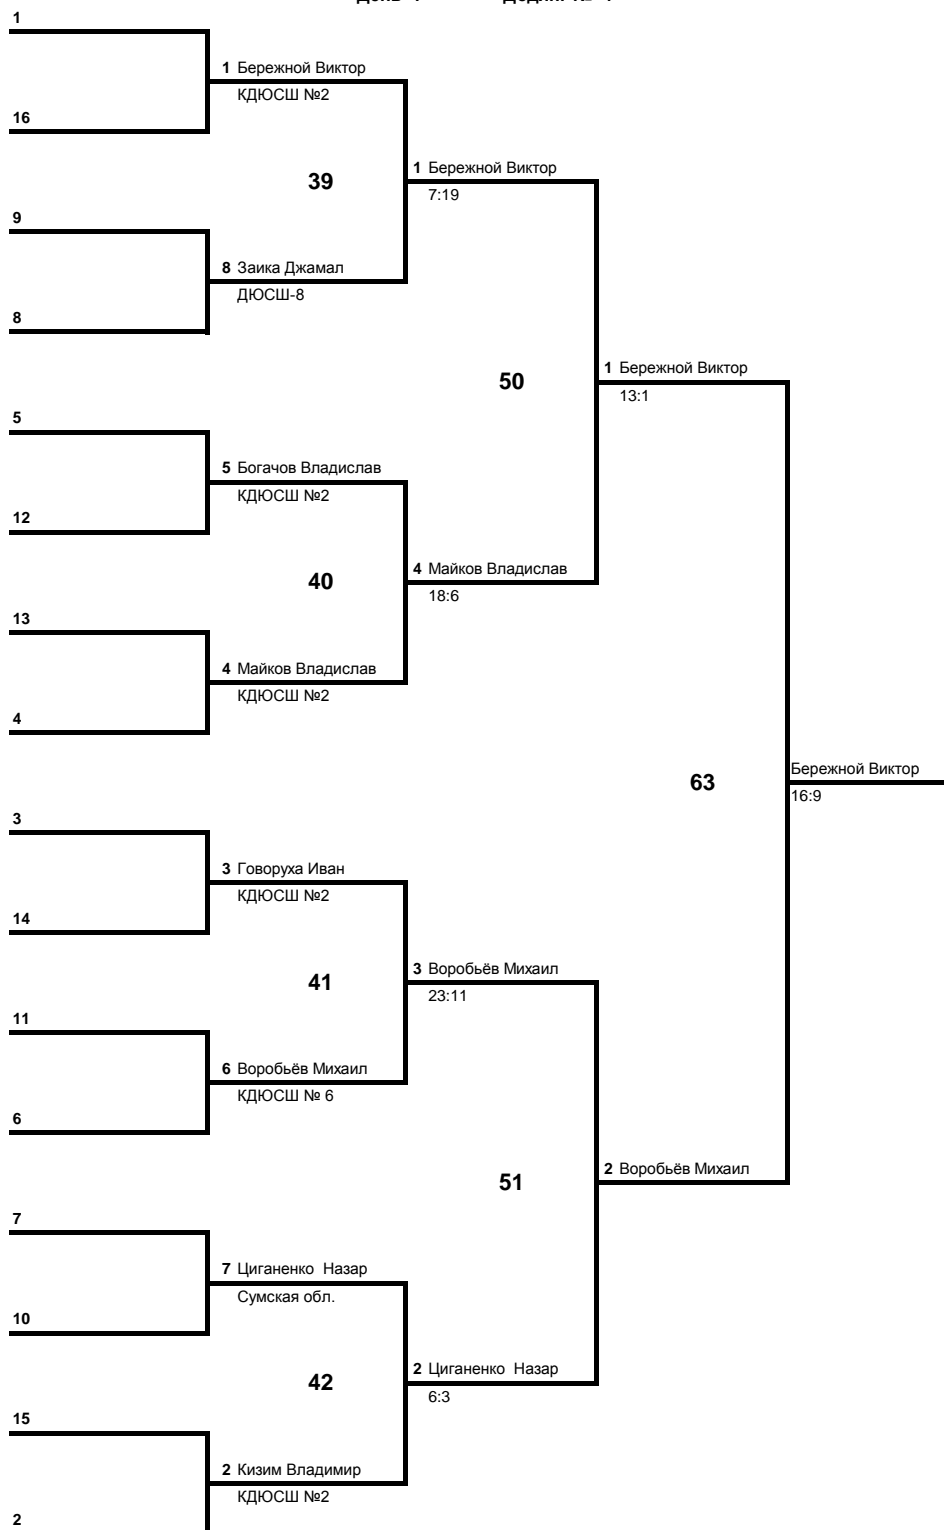 1
1 Бережной Виктор
КДЮСШ №2
16
39
1 Бережной Виктор
7:19
9
8 Заика Джамал
ДЮСШ-8
8
50
1 Бережной Виктор
13:1
5
5 Богачов Владислав
КДЮСШ №2
12
40
4 Майков Владислав
18:6
13
4 Майков Владислав
КДЮСШ №2
4
63
Бережной Виктор
16:9
3
3 Говоруха Иван
КДЮСШ №2
14
41
3 Воробьёв Михаил
23:11
11
6 Воробьёв Михаил
КДЮСШ № 6
6
51
2 Воробьёв Михаил
7
7 Циганенко Назар
Сумская обл.
10
42
2 Циганенко Назар
6:3
15
2 Кизим Владимир
КДЮСШ №2
2